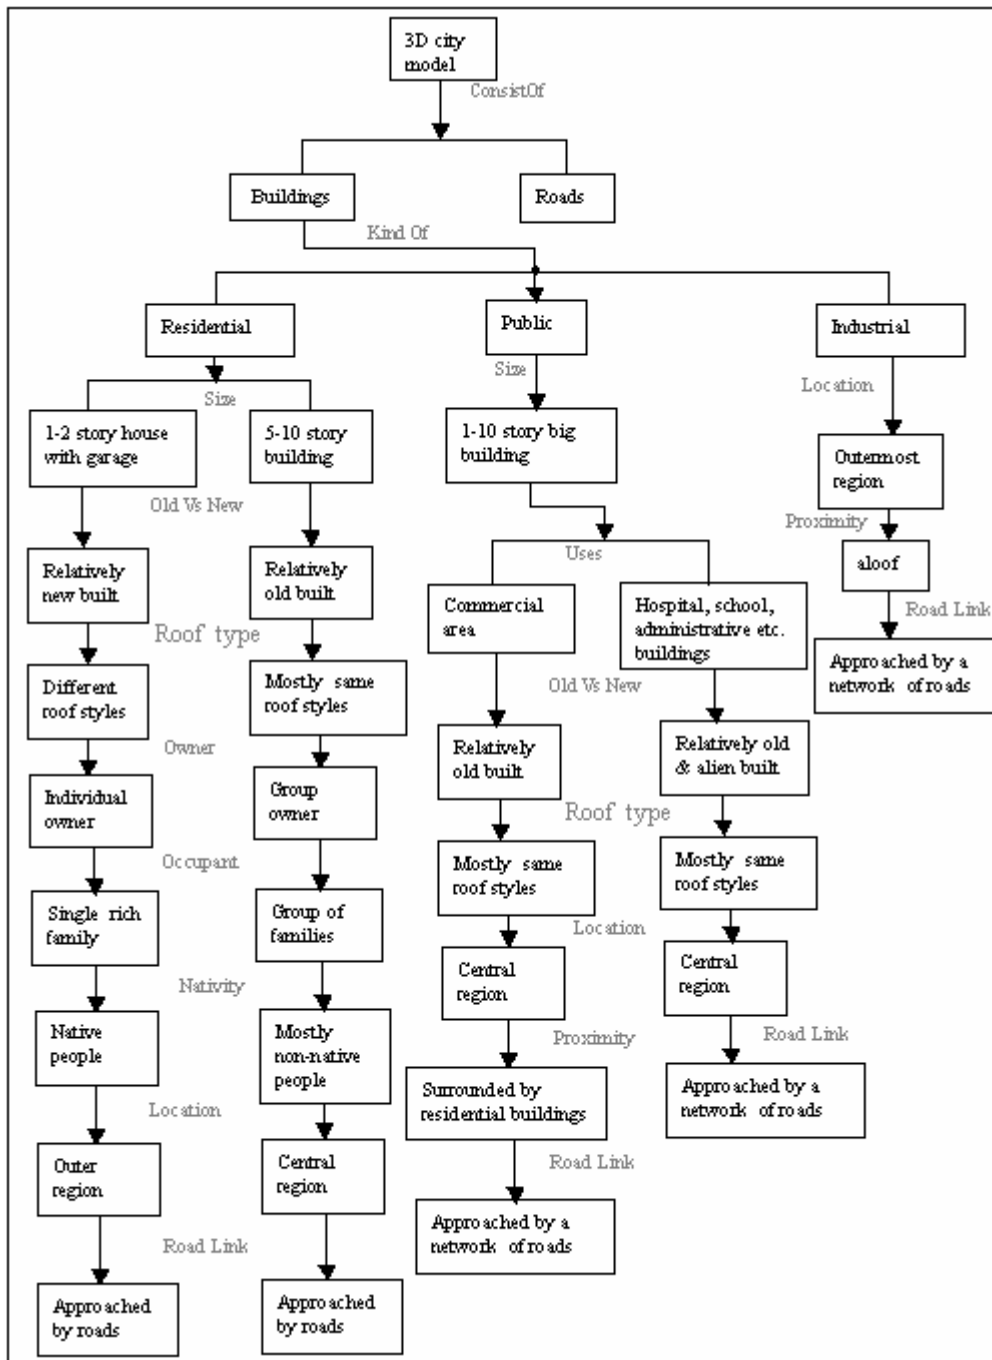 3D city
model
ConsistOf
Buildings
Roads
Kind Of
Residential
Public
Industrial
Size
Size
Location
1-2 story house
with garage
5-10 story
building
1-10 story big
building
Outermost
region
Old Vs New
Proximity
Uses
Relatively
new built
Relatively
old built
Commercial
area
Hospital, school,
administrative etc.
buildings
aloof
Road Link
Roof type
Old Vs New
Approached by a
network of roads
Different
roof styles
Mostly same
roof styles
Owner
Relatively
old built
Relatively old
& alien built
Individual
owner
Group
owner
Roof type
Occupant
Mostly same
roof styles
Mostly same
roof styles
Single rich
family
Group of
families
Location
Nativity
Central
region
Central
region
Native
people
Mostly
non-native
people
Proximity
Road Link
Location
Surrounded by
residential buildings
Approached by a
network of roads
Outer
region
Central
region
Road Link
Road Link
Approached by a
network of roads
Approached
by roads
Approached
by roads